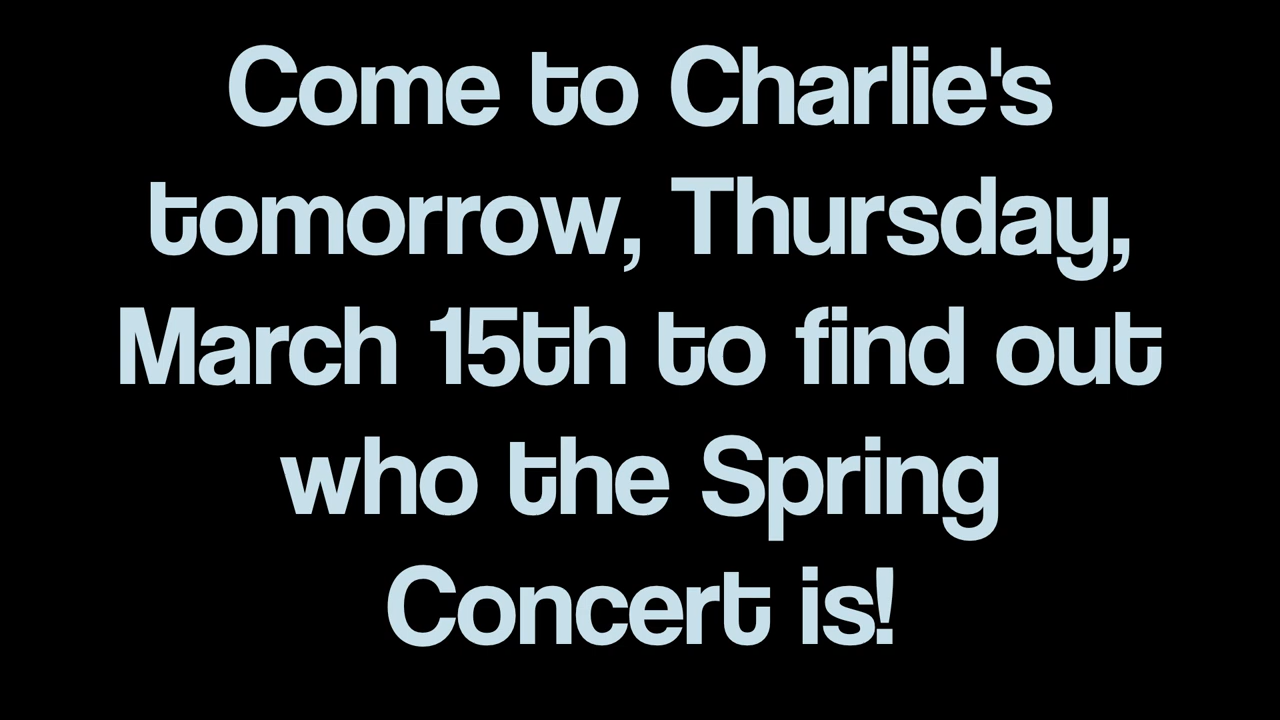 Come to Charlie's
tomorrow, Thursday,
March 15th to find out
who the Spring
Concert is!